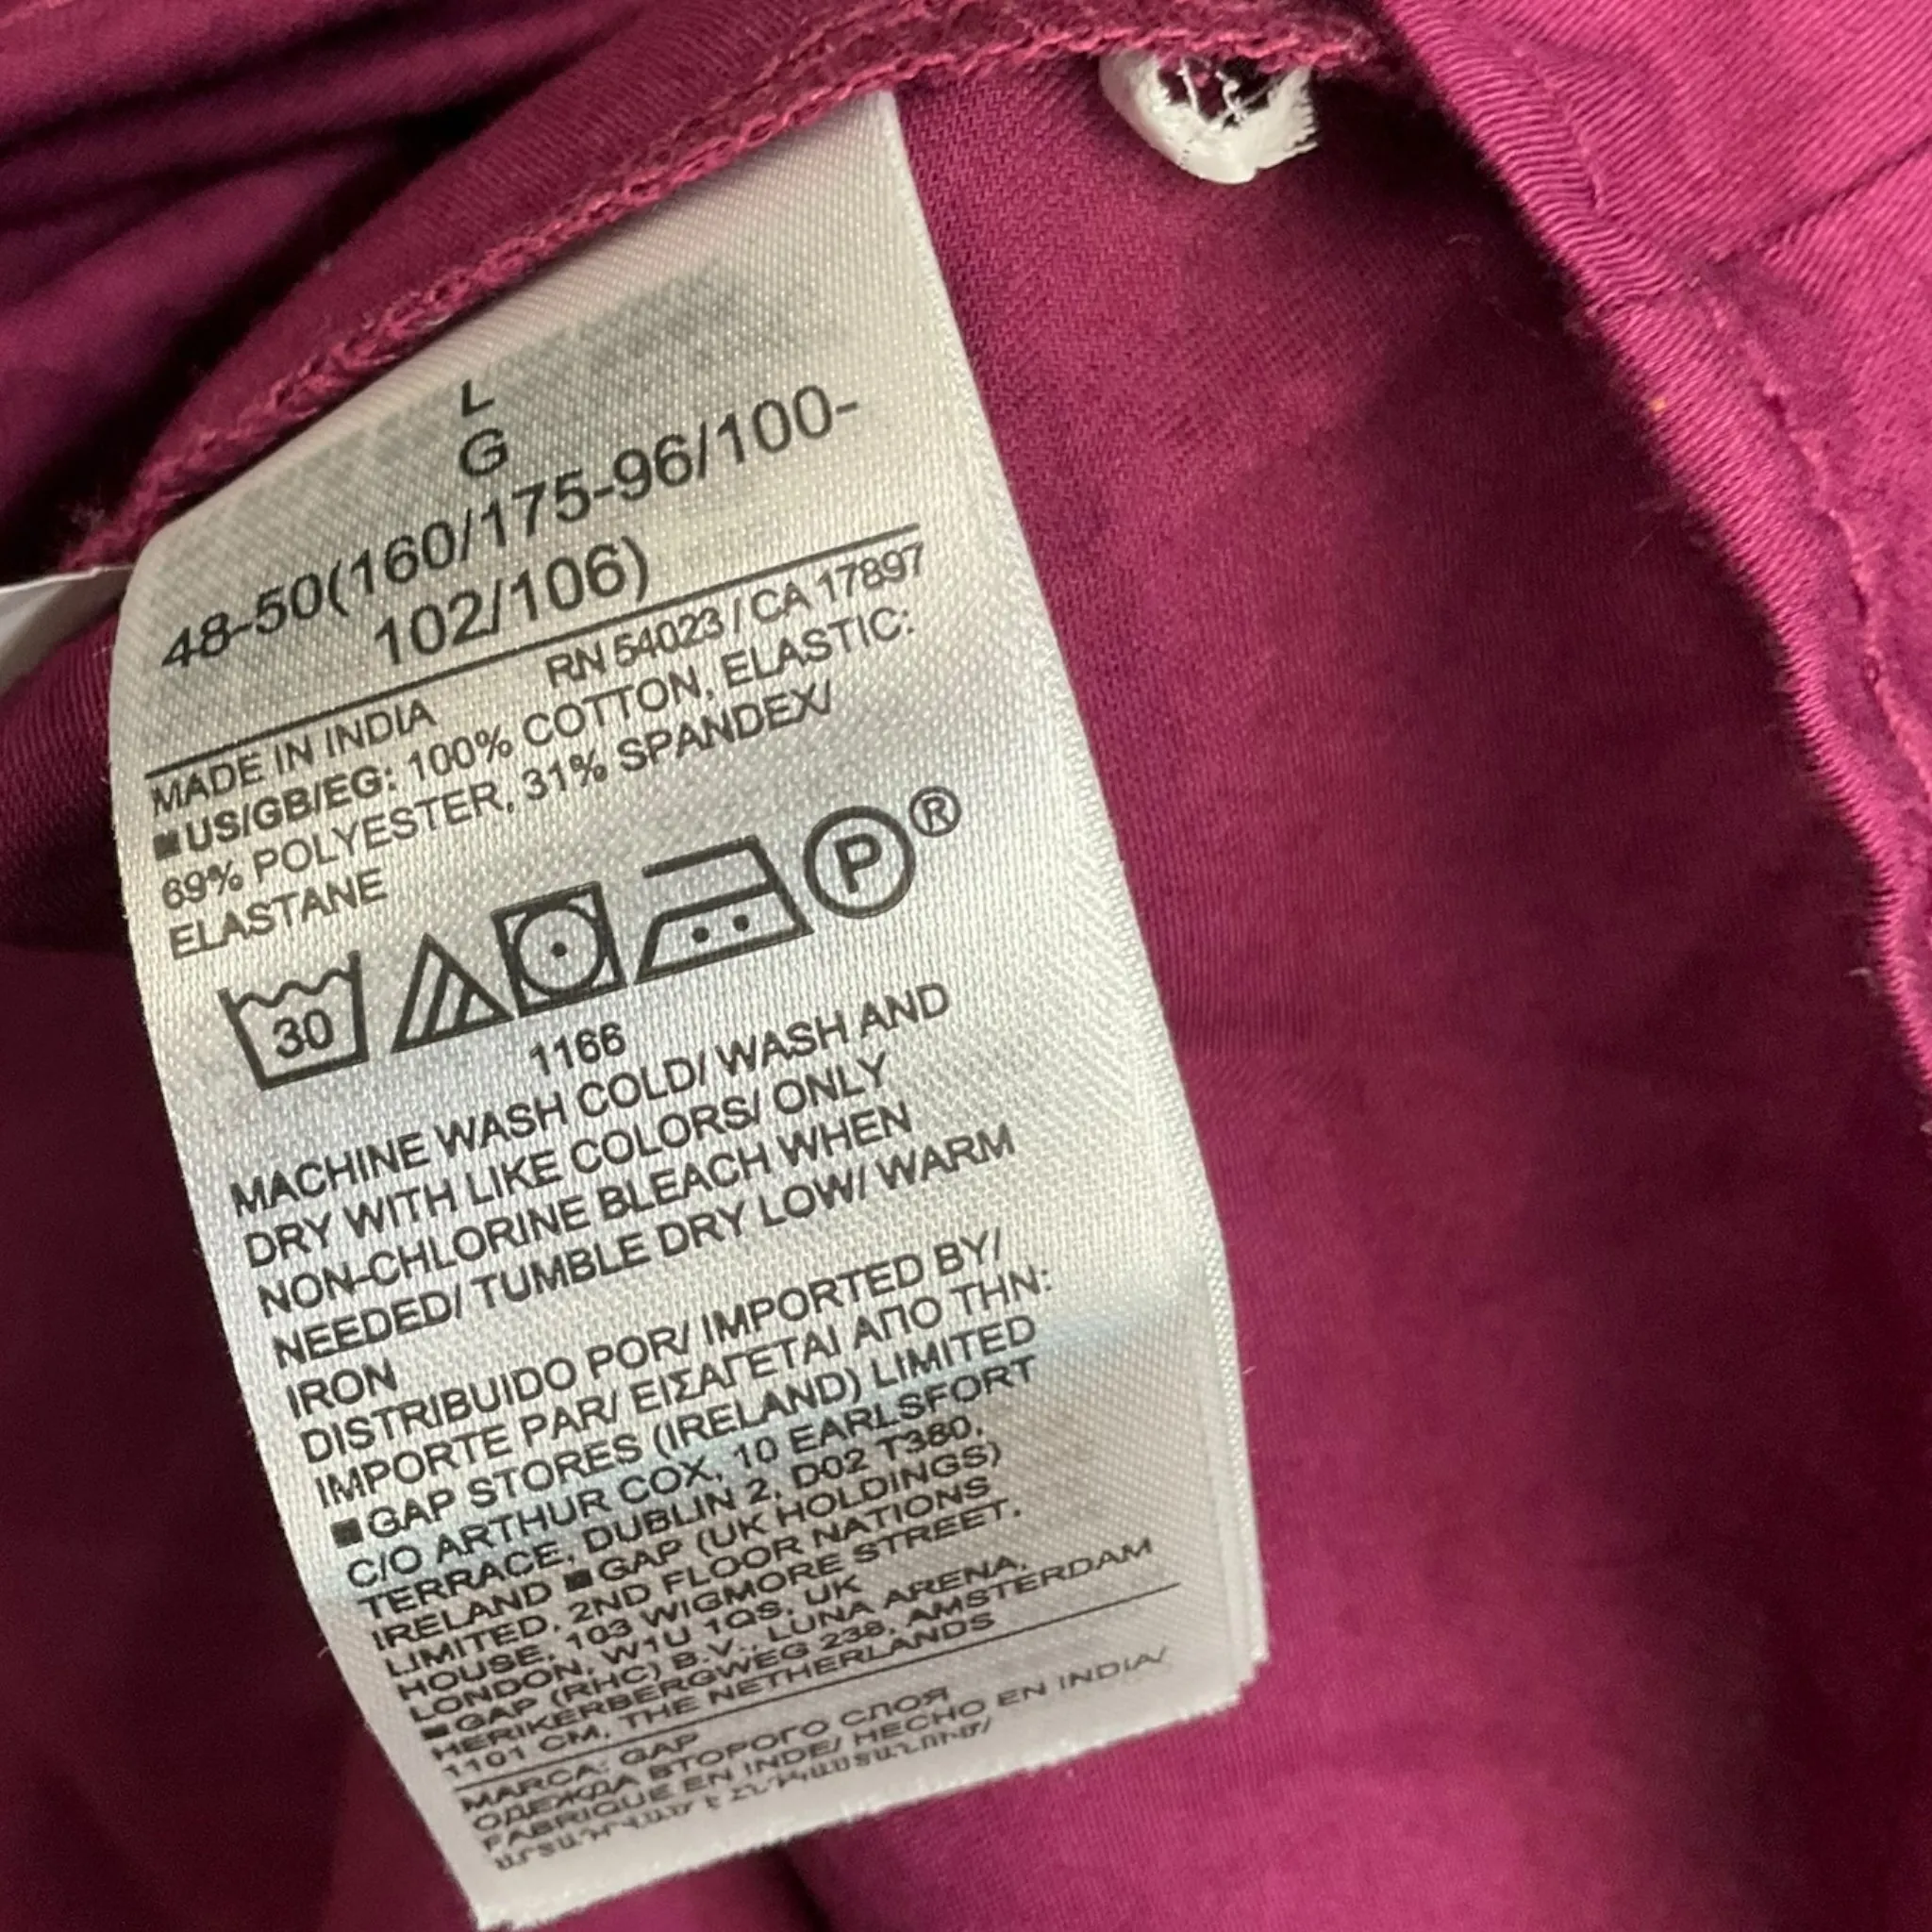 L
G
48-50(160/175-96/100-
102/106)
RN 54023 / CA 17897
MADE IN INDIA
■US/GB/EG: 100% COTTON, ELASTIC:
69% POLYESTER, 31% SPANDEX/
ELASTANE
30
P®
1166
MACHINE WASH COLD/ WASH AND
DRY WITH LIKE COLORS/ ONLY
NON-CHLORINE BLEACH WHEN
NEEDED/ TUMBLE DRY LOW/ WARM
IRON
DISTRIBUIDO POR/ IMPORTED BY/
IMPORTE PAR/ ΕΙΣΑΓΕΤΑΙ ΑΠΟ ΤΗΝ:
■GAP STORES (IRELAND) LIMITED
C/O ARTHUR COX, 10 EARLSFORT
TERRACE, DUBLIN 2, D02 T380,
IRELAND ■GAP (UK HOLDINGS)
LIMITED, 2ND FLOOR NATIONS
HOUSE, 103 WIGMORE STREET,
LONDON, W1U 1QS, UK
■GAP (RHC) B.V., LUNA ARENA,
HERIKERBERGWEG 238, AMSTERDAM
1101 CM, THE NETHERLANDS
MARCA: GAP
ОДЕЖДА ВТОРОГО СЛОЯ
FABRIQUE EN INDE/ HECHO EN INDIA/